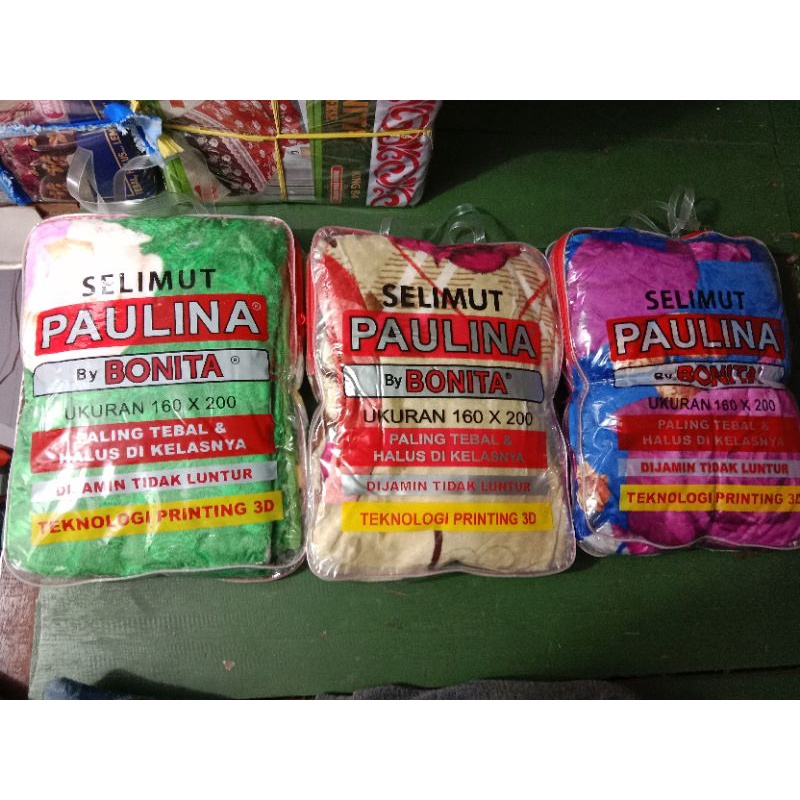 SELIMUT
PAULINA®
By BONITA®
UKURAN 160 X 200
PALING TEBAL &
HALUS DI KELASNYA
DIJAMIN TIDAK LUNTUR
TEKNOLOGI PRINTING 3D
SELIMUT
PAULINA
By BONITA®
UKURAN 160 X 200
PALING TEBAL &
HALUS DI KELASNYA
DIJAMIN TIDAK LUNTUR
TEKNOLOGI PRINTING 3D
SELIMUT
PAULINA
By BONITA
UKURAN 160 X 200
PALING TEBAL &
HALUS DI KELASNYA
DIJAMIN TIDAK LUNTUR
TEKNOLOGI PRINTING 3D